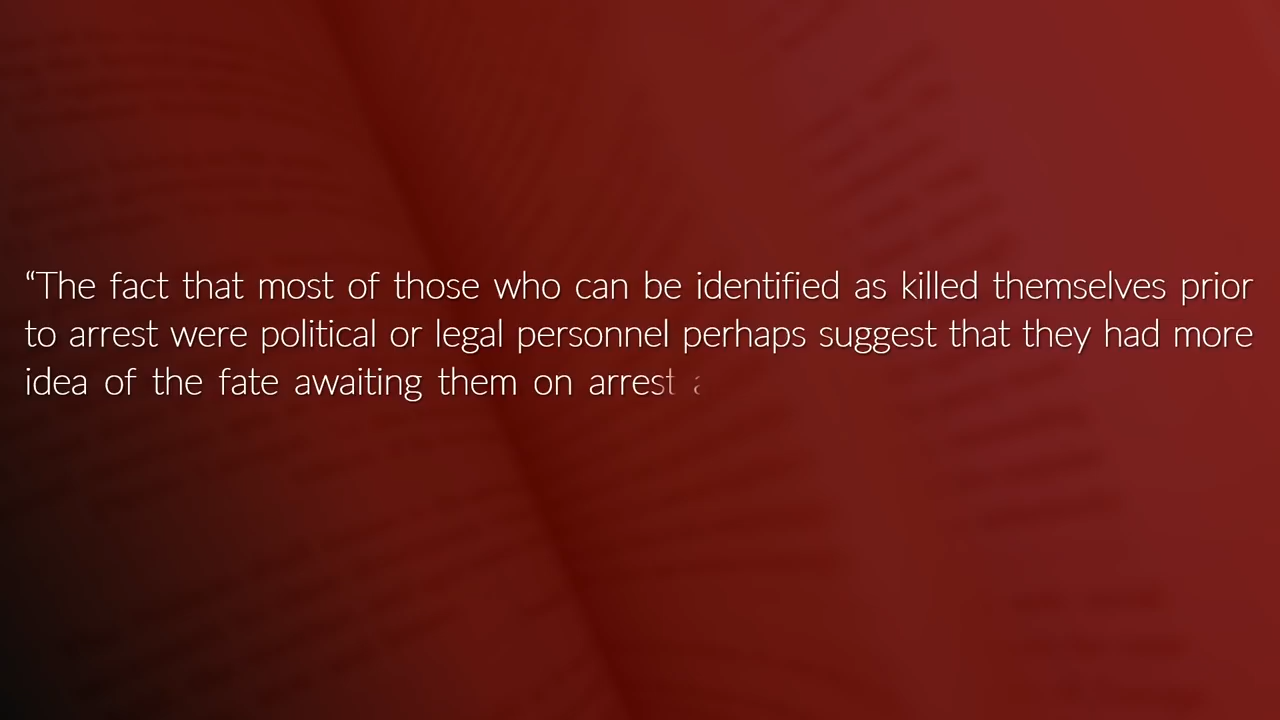 “The fact that most of those who can be identified as killed themselves prior
to arrest were political or legal personnel perhaps suggest that they had more
idea of the fate awaiting them on arrest